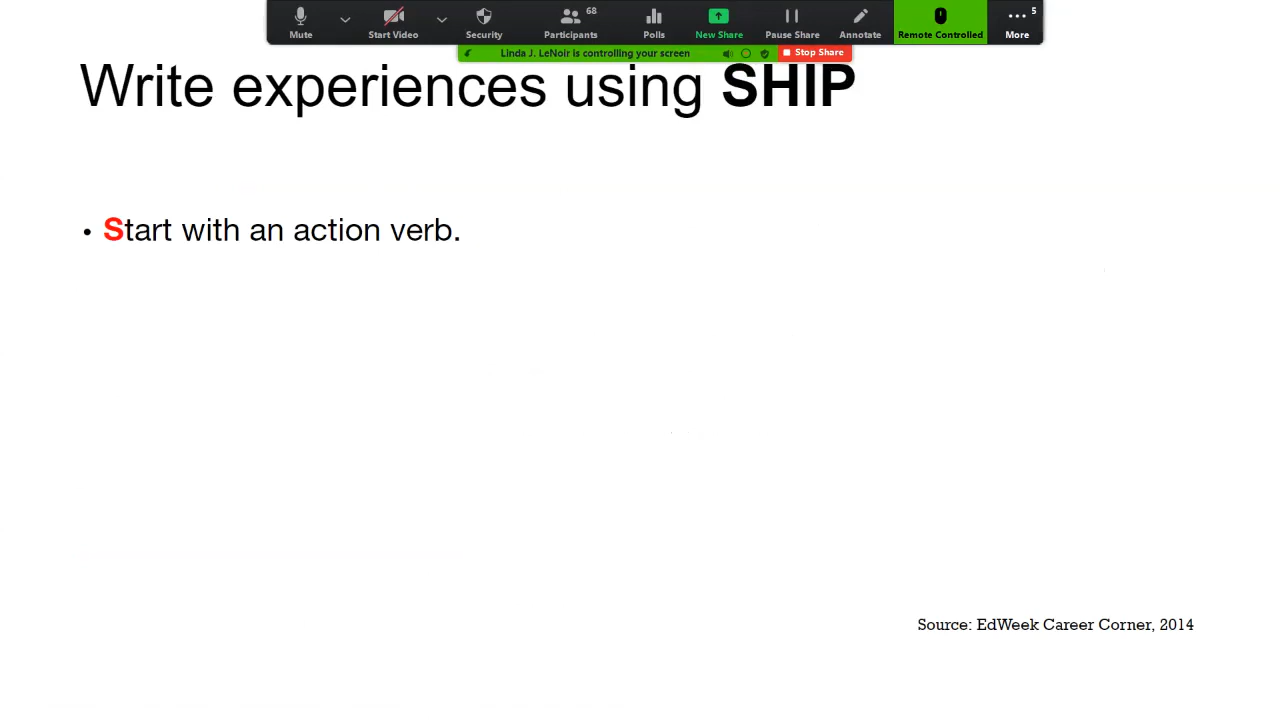 68
5
Mute
Start Video
Security
Participants
Polls
New Share
Pause Share
Annotate
Remote Controlled
More
Linda J. LeNoir is controlling your screen
Stop Share
Write experiences using SHIP
• Start with an action verb.
Source: EdWeek Career Corner, 2014